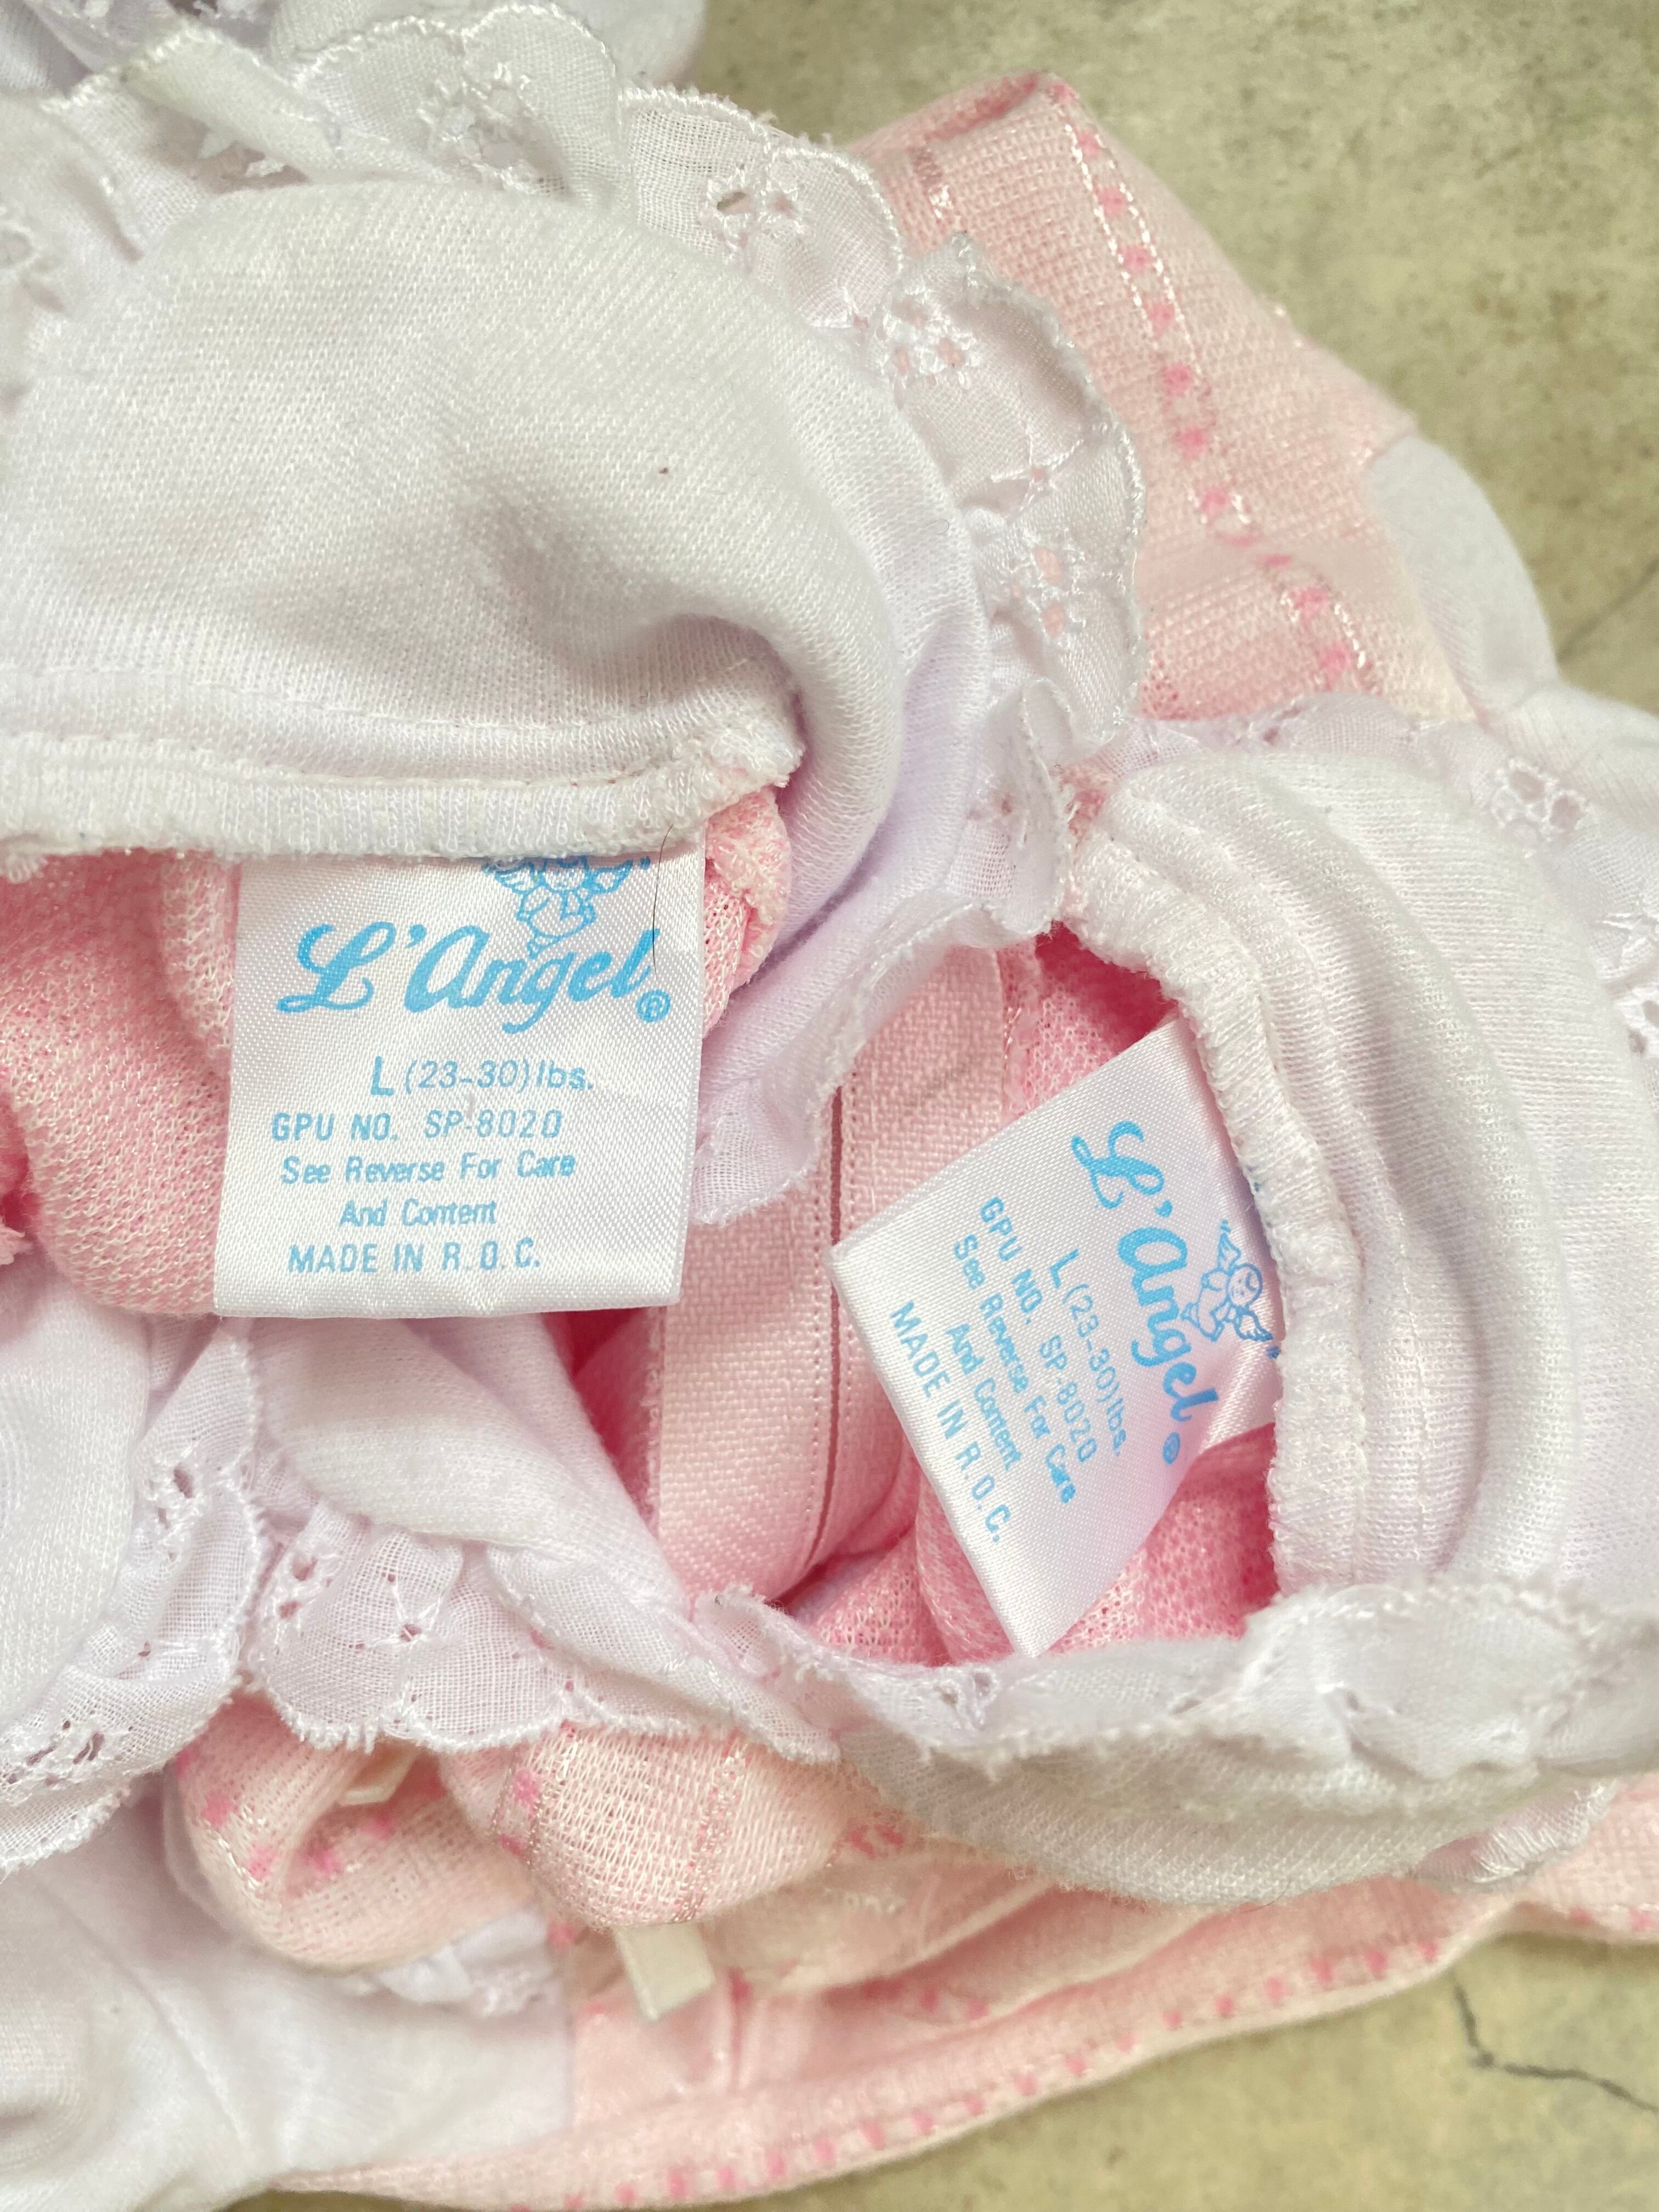 L'Angel®
L (23-30) lbs.
GPU NO. SP-8020
See Reverse For Care
And Content
MADE IN R.O.C.
L'Angel®
L (23-30) lbs.
GPU NO. SP-8020
See Reverse For Care
And Content
MADE IN R.O.C.